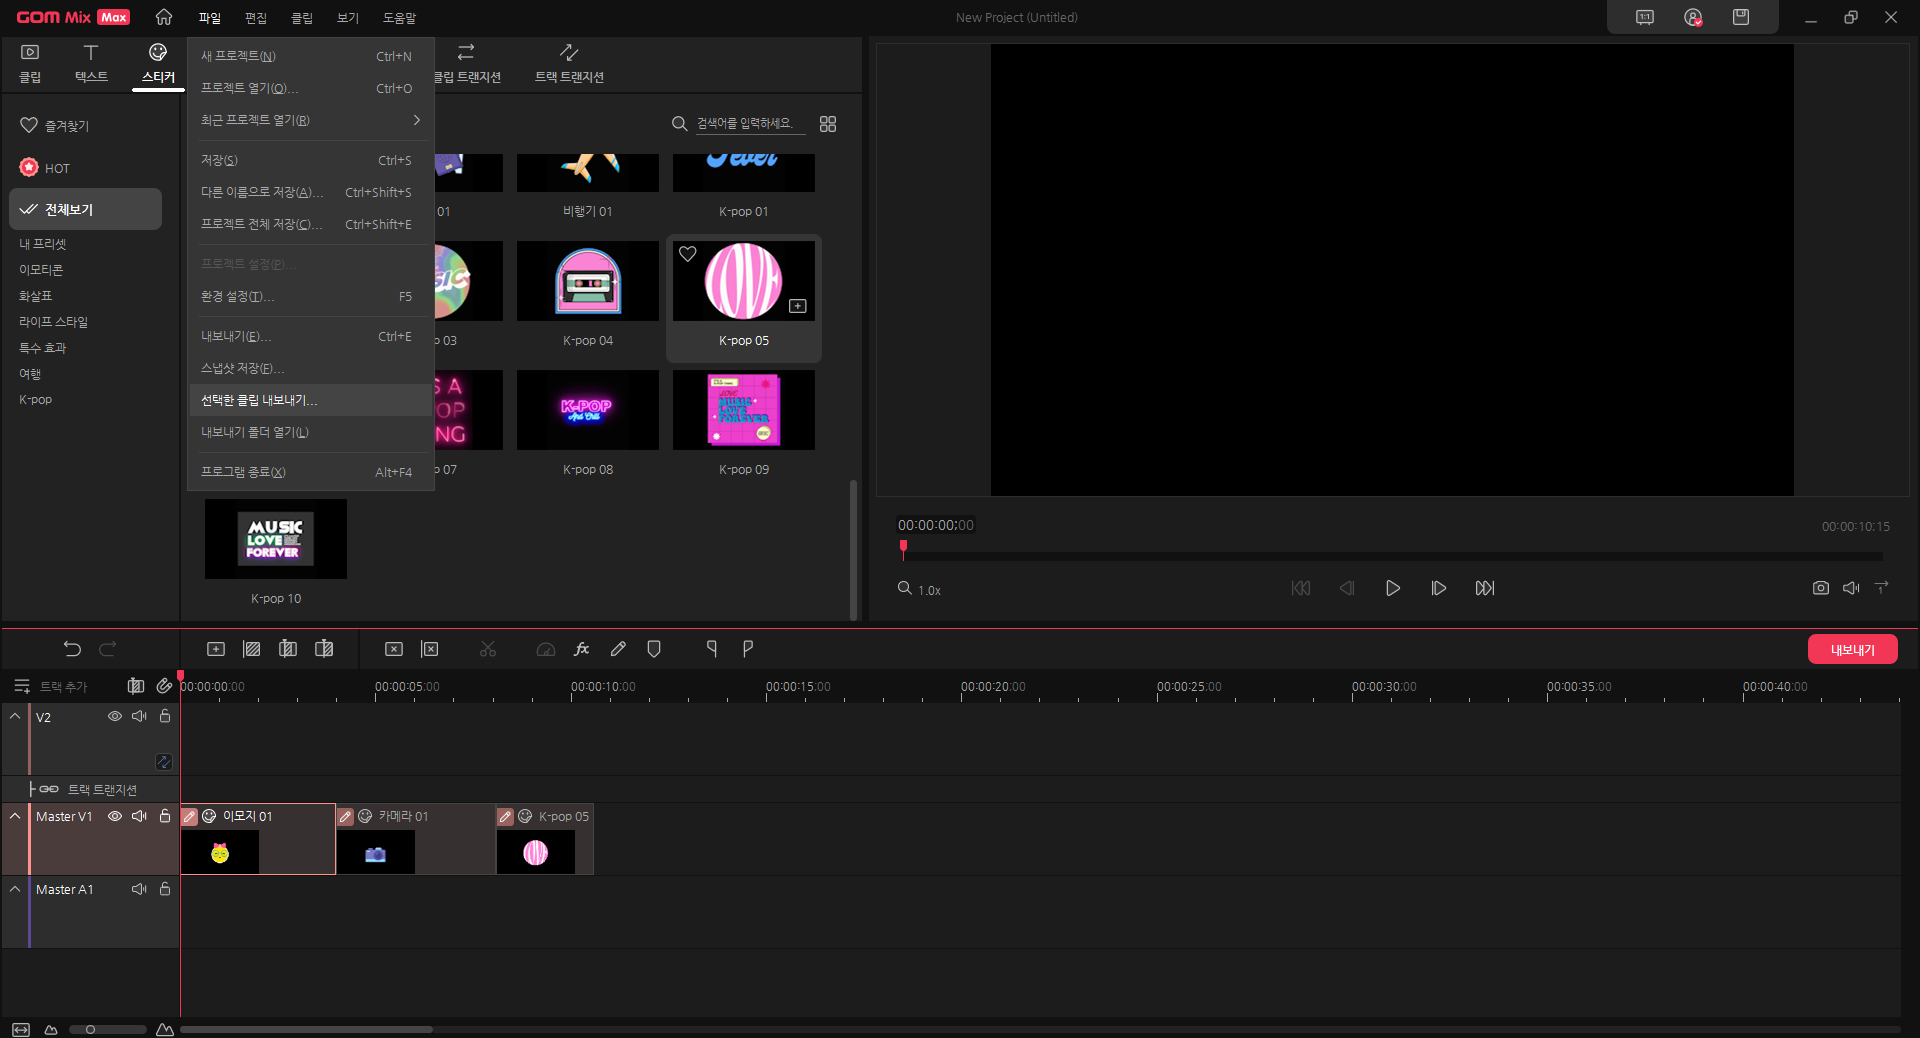 GOM Mix Max
파일 편집 클립 보기 도움말
New Project (Untitled)
1:1
클립 텍스트 스티커 클립 트랜지션 트랙 트랜지션
새 프로젝트(N) Ctrl+N
프로젝트 열기(O)... Ctrl+O
최근 프로젝트 열기(R)
저장(S) Ctrl+S
다른 이름으로 저장(A)... Ctrl+Shift+S
프로젝트 전체 저장(C)... Ctrl+Shift+E
프로젝트 설정(P)...
환경 설정(T)... F5
내보내기(E)... Ctrl+E
스냅샷 저장(F)...
선택한 클립 내보내기...
내보내기 폴더 열기(L)
프로그램 종료(X) Alt+F4
즐겨찾기
HOT
전체보기
내 프리셋
이모티콘
화살표
라이프 스타일
특수 효과
여행
K-pop
검색어를 입력하세요.
01 비행기 01 K-pop 01
03 K-pop 04 K-pop 05
K-POP
And Chill
LOVE
MUSIC
LOVE
FOREVER
07 K-pop 08 K-pop 09
MUSIC
LOVE
FOREVER
K-pop 10
00:00:00;00 00:00:10;15
1.0x
내보내기
트랙 추가
00:00:00;00 00:00:05;00 00:00:10;00 00:00:15;00 00:00:20;00 00:00:25;00 00:00:30;00 00:00:35;00 00:00:40;00
V2
트랙 트랜지션
Master V1 이모지 01 카메라 01 K-pop 05
Master A1